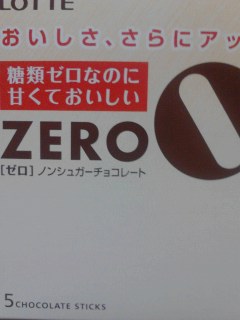 LOTTE
おいしさ、さらにアッ
糖類ゼロなのに
甘くておいしい
ZERO
[ゼロ] ノンシュガーチョコレート
5 CHOCOLATE STICKS